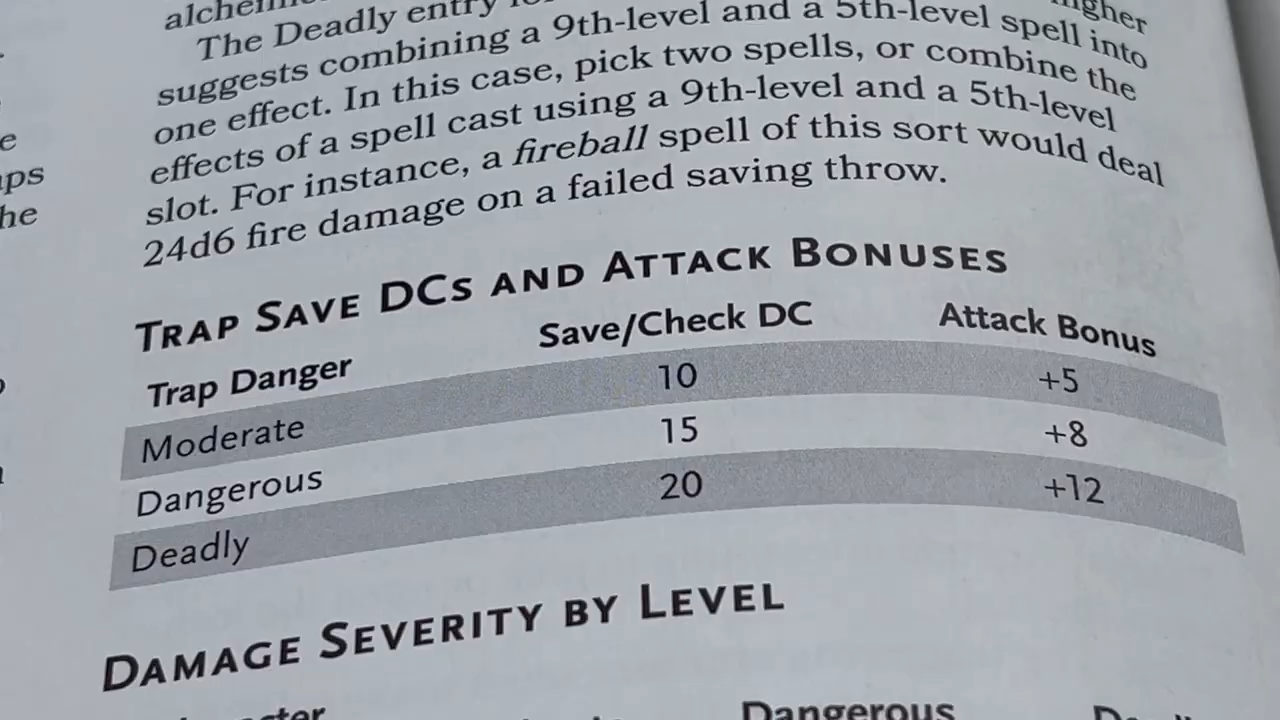 The Deadly entry
suggests combining a 9th-level and a 5th-level spell into
one effect. In this case, pick two spells, or combine the
effects of a spell cast using a 9th-level and a 5th-level
slot. For instance, a fireball spell of this sort would deal
24d6 fire damage on a failed saving throw.
TRAP SAVE DCS AND ATTACK BONUSES
Trap Danger Save/Check DC Attack Bonus
Moderate 10 +5
Dangerous 15 +8
Deadly 20 +12
DAMAGE SEVERITY BY LEVEL
Dangerous